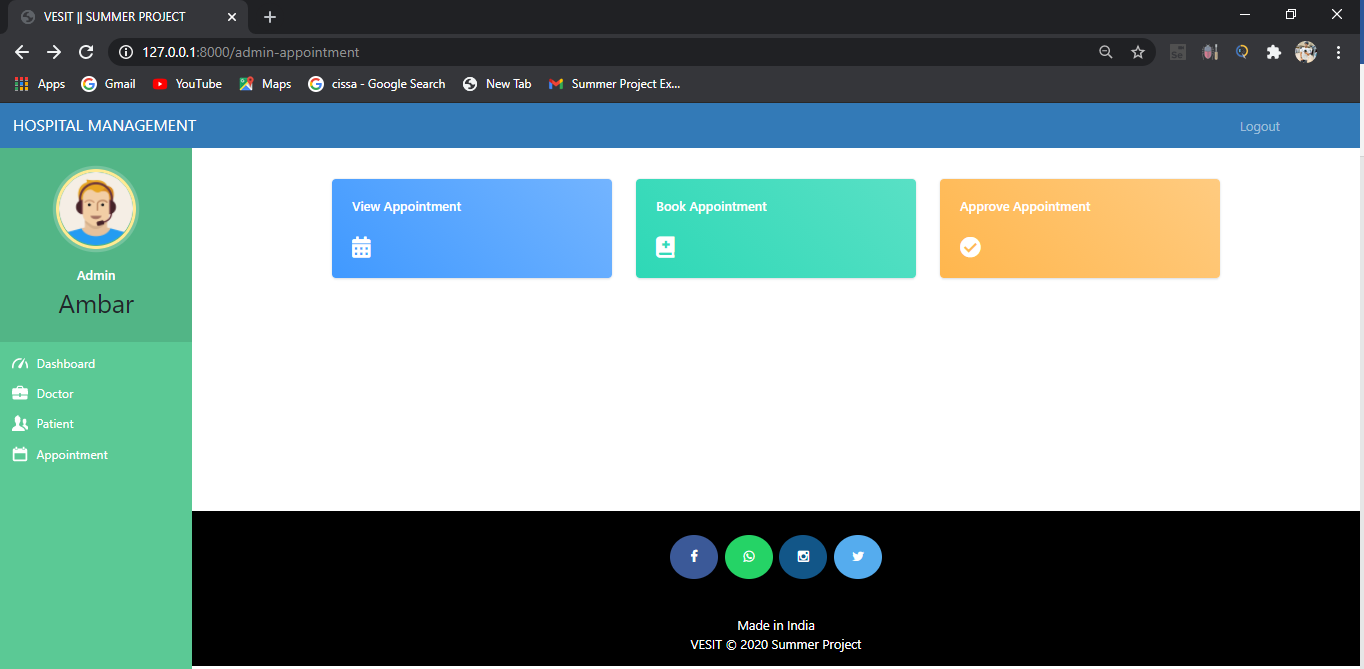 VESIT || SUMMER PROJECT
127.0.0.1:8000/admin-appointment
Apps Gmail YouTube Maps cissa - Google Search New Tab Summer Project Ex...
HOSPITAL MANAGEMENT Logout
Admin
Ambar
Dashboard
Doctor
Patient
Appointment
View Appointment Book Appointment Approve Appointment
Made in India
VESIT © 2020 Summer Project